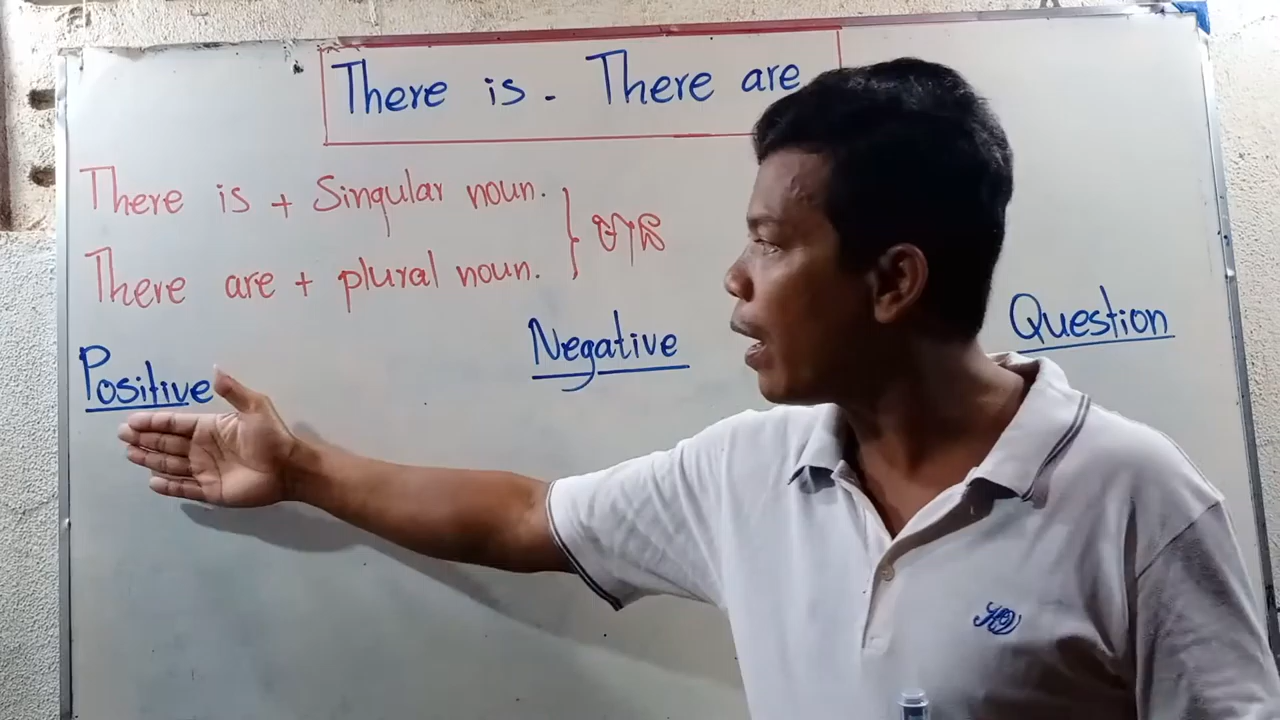 There is - There are
There is + Singular noun.
There are + plural noun.
មាន
Positive
Negative
Question